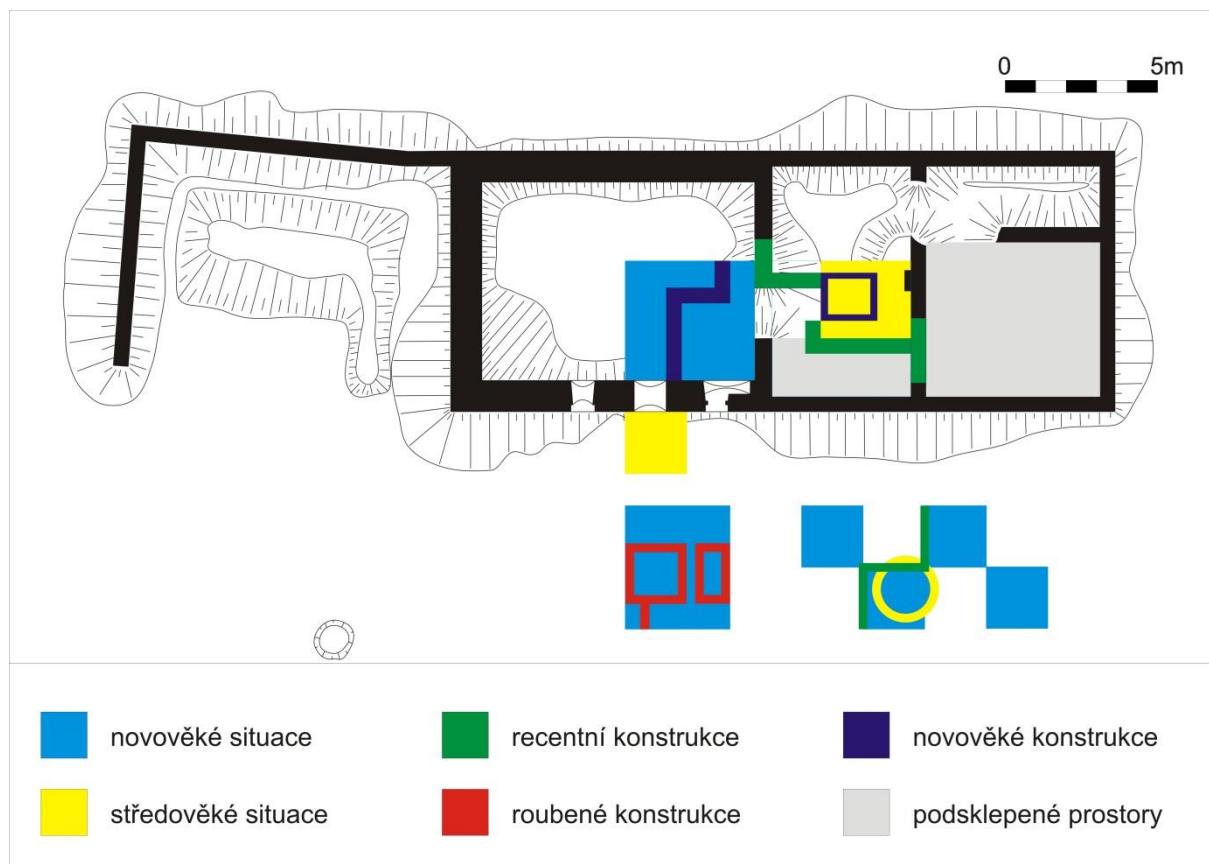 0 5m
novověké situace
recentní konstrukce
novověké konstrukce
středověké situace
roubené konstrukce
podsklepené prostory